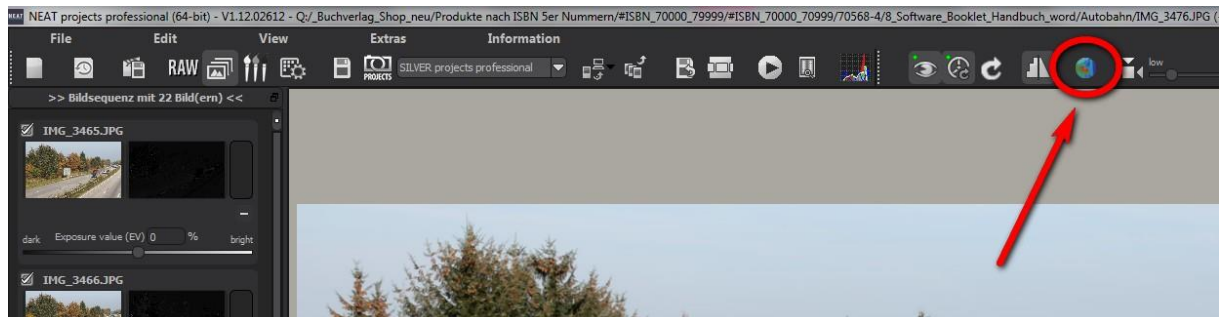 NEAT NEAT projects professional (64-bit) - V1.12.02612 - Q:/_Buchverlag_Shop_neu/Produkte nach ISBN 5er Nummern/#ISBN_70000_79999/#ISBN_70000_70999/70568-4/8_Software_Booklet_Handbuch_word/Autobahn/IMG_3476.JPG (
File Edit View Extras Information
RAW PROJECTS SILVER projects professional low
>> Bildsequenz mit 22 Bild(ern) <<
IMG_3465.JPG
dark Exposure value (EV) 0 % bright
IMG_3466.JPG